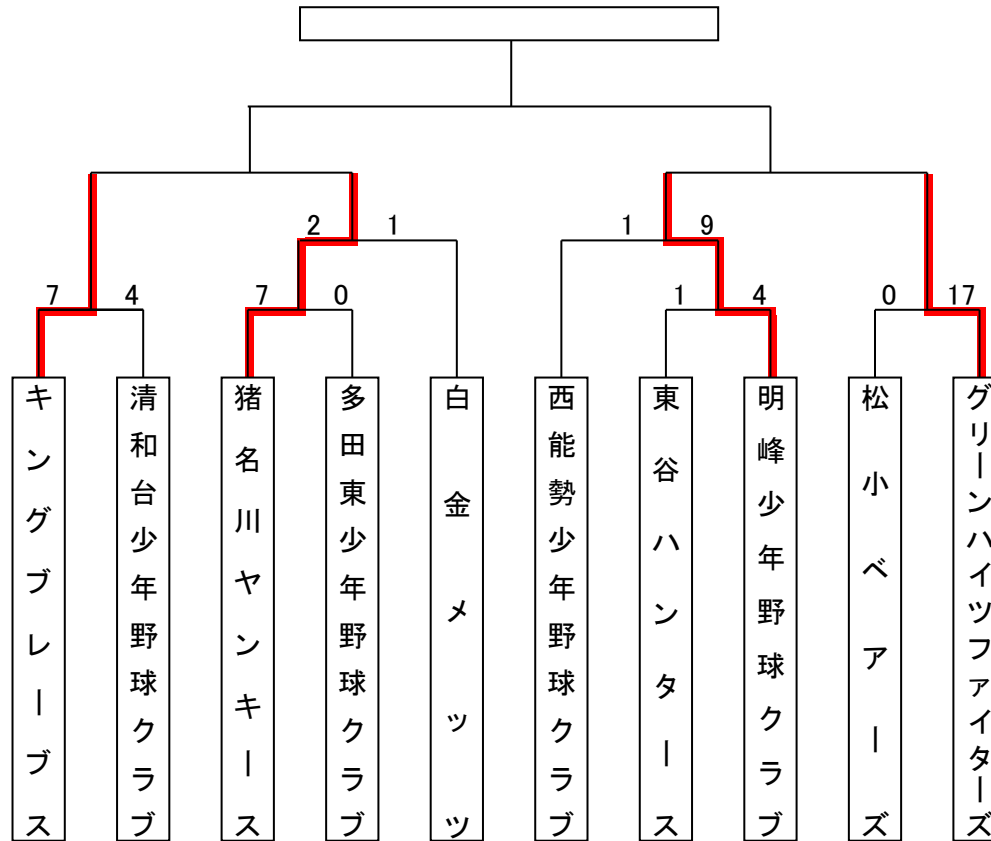 2 1 1 9
7 4 7 0 1 4 0 17
キングブレーブス
清和台少年野球クラブ
猪名川ヤンキース
多田東少年野球クラブ
白金メッツ
西能勢少年野球クラブ
東谷ハンタース
明峰少年野球クラブ
松小ベアーズ
グリーンハイツファイターズ